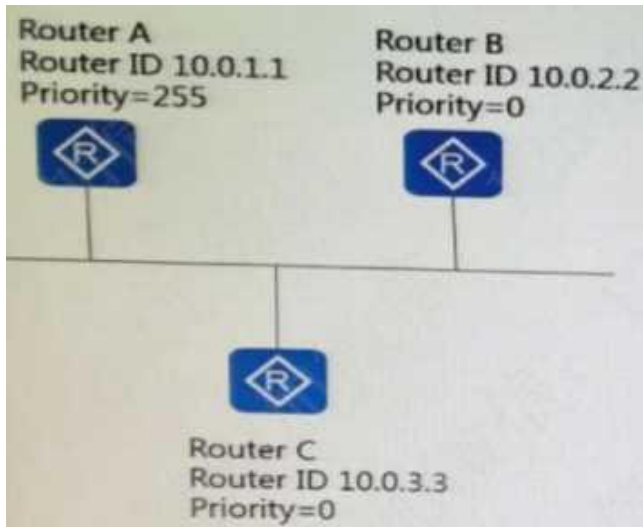 Router A
Router ID 10.0.1.1
Priority=255
Router B
Router ID 10.0.2.2
Priority=0
R
R
R
Router C
Router ID 10.0.3.3
Priority=0